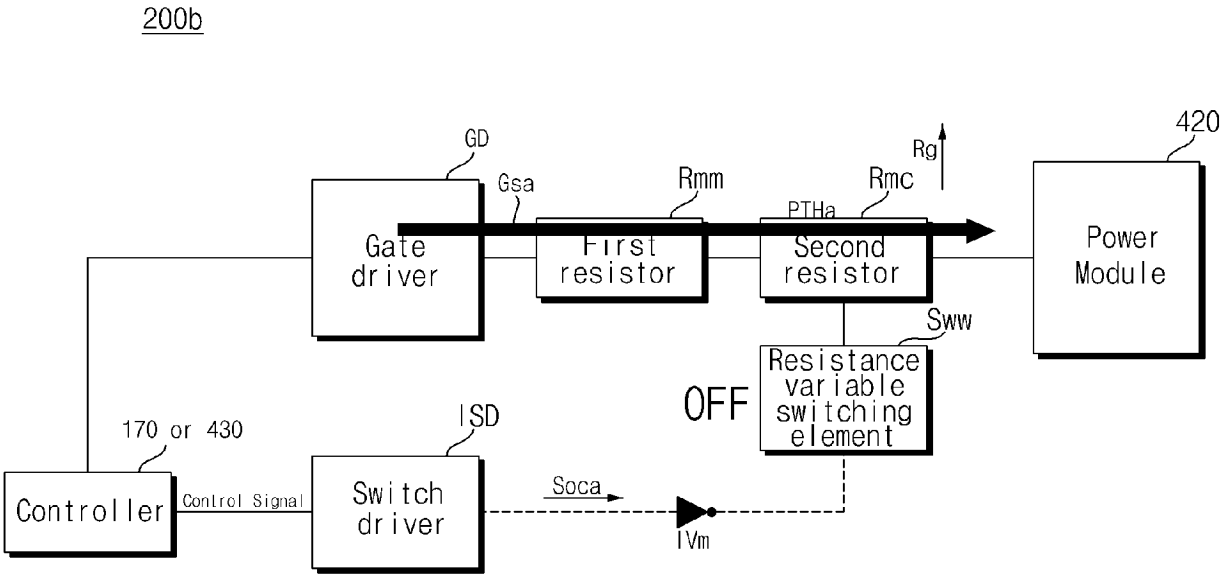 200b
GD
Gsa
Rmm
PTHa
Rmc
Rg
420
Gate
driver
First
resistor
Second
resistor
Power
Module
Sww
Resistance
variable
switching
element
OFF
170 or 430
Controller
Control Signal
ISD
Switch
driver
Soca
IVm